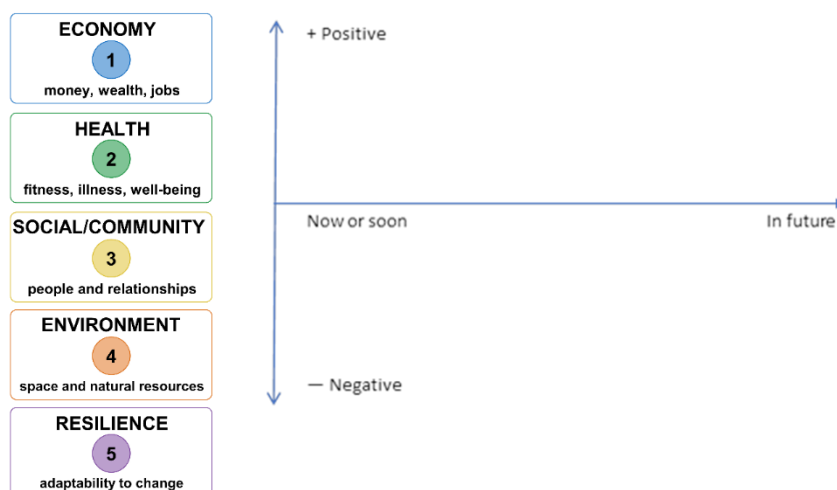 ECONOMY
1
money, wealth, jobs
HEALTH
2
fitness, illness, well-being
SOCIAL/COMMUNITY
3
people and relationships
ENVIRONMENT
4
space and natural resources
RESILIENCE
5
adaptability to change
+ Positive
Now or soon
In future
— Negative